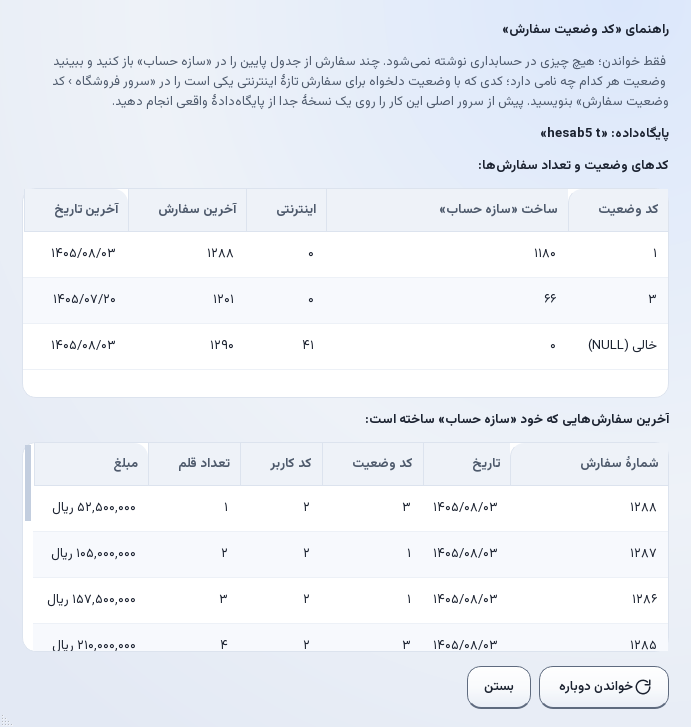 راهنمای «کد وضعیت سفارش»
فقط خواندن؛ هیچ چیزی در حسابداری نوشته نمی‌شود. چند سفارش از جدول پایین را در «سازه حساب» باز کنید و ببینید
وضعیت هر کدام چه نامی دارد؛ کدی که با وضعیت دلخواه برای سفارش تازهٔ اینترنتی یکی است را در «سرور فروشگاه › کد
وضعیت سفارش» بنویسید. پیش از سرور اصلی این کار را روی یک نسخهٔ جدا از پایگاه‌دادهٔ واقعی انجام دهید.
پایگاه‌داده: «hesab5 t»
کدهای وضعیت و تعداد سفارش‌ها:
کد وضعیت ساخت «سازه حساب» اینترنتی آخرین سفارش آخرین تاریخ
۱ ۱۱۸۰ ۰ ۱۲۸۸ ۱۴۰۵/۰۸/۰۳
۳ ۶۶ ۰ ۱۲۰۱ ۱۴۰۵/۰۷/۲۰
خالی (NULL) ۰ ۴۱ ۱۲۹۰ ۱۴۰۵/۰۸/۰۳
آخرین سفارش‌هایی که خود «سازه حساب» ساخته است:
شمارهٔ سفارش تاریخ کد وضعیت کد کاربر تعداد قلم مبلغ
۱۲۸۸ ۱۴۰۵/۰۸/۰۳ ۳ ۲ ۱ ۵۲,۵۰۰,۰۰۰ ریال
۱۲۸۷ ۱۴۰۵/۰۸/۰۳ ۱ ۲ ۲ ۱۰۵,۰۰۰,۰۰۰ ریال
۱۲۸۶ ۱۴۰۵/۰۸/۰۳ ۱ ۲ ۳ ۱۵۷,۵۰۰,۰۰۰ ریال
۱۲۸۵ ۱۴۰۵/۰۸/۰۳ ۳ ۲ ۴ ۲۱۰,۰۰۰,۰۰۰ ریال
خواندن دوباره بستن